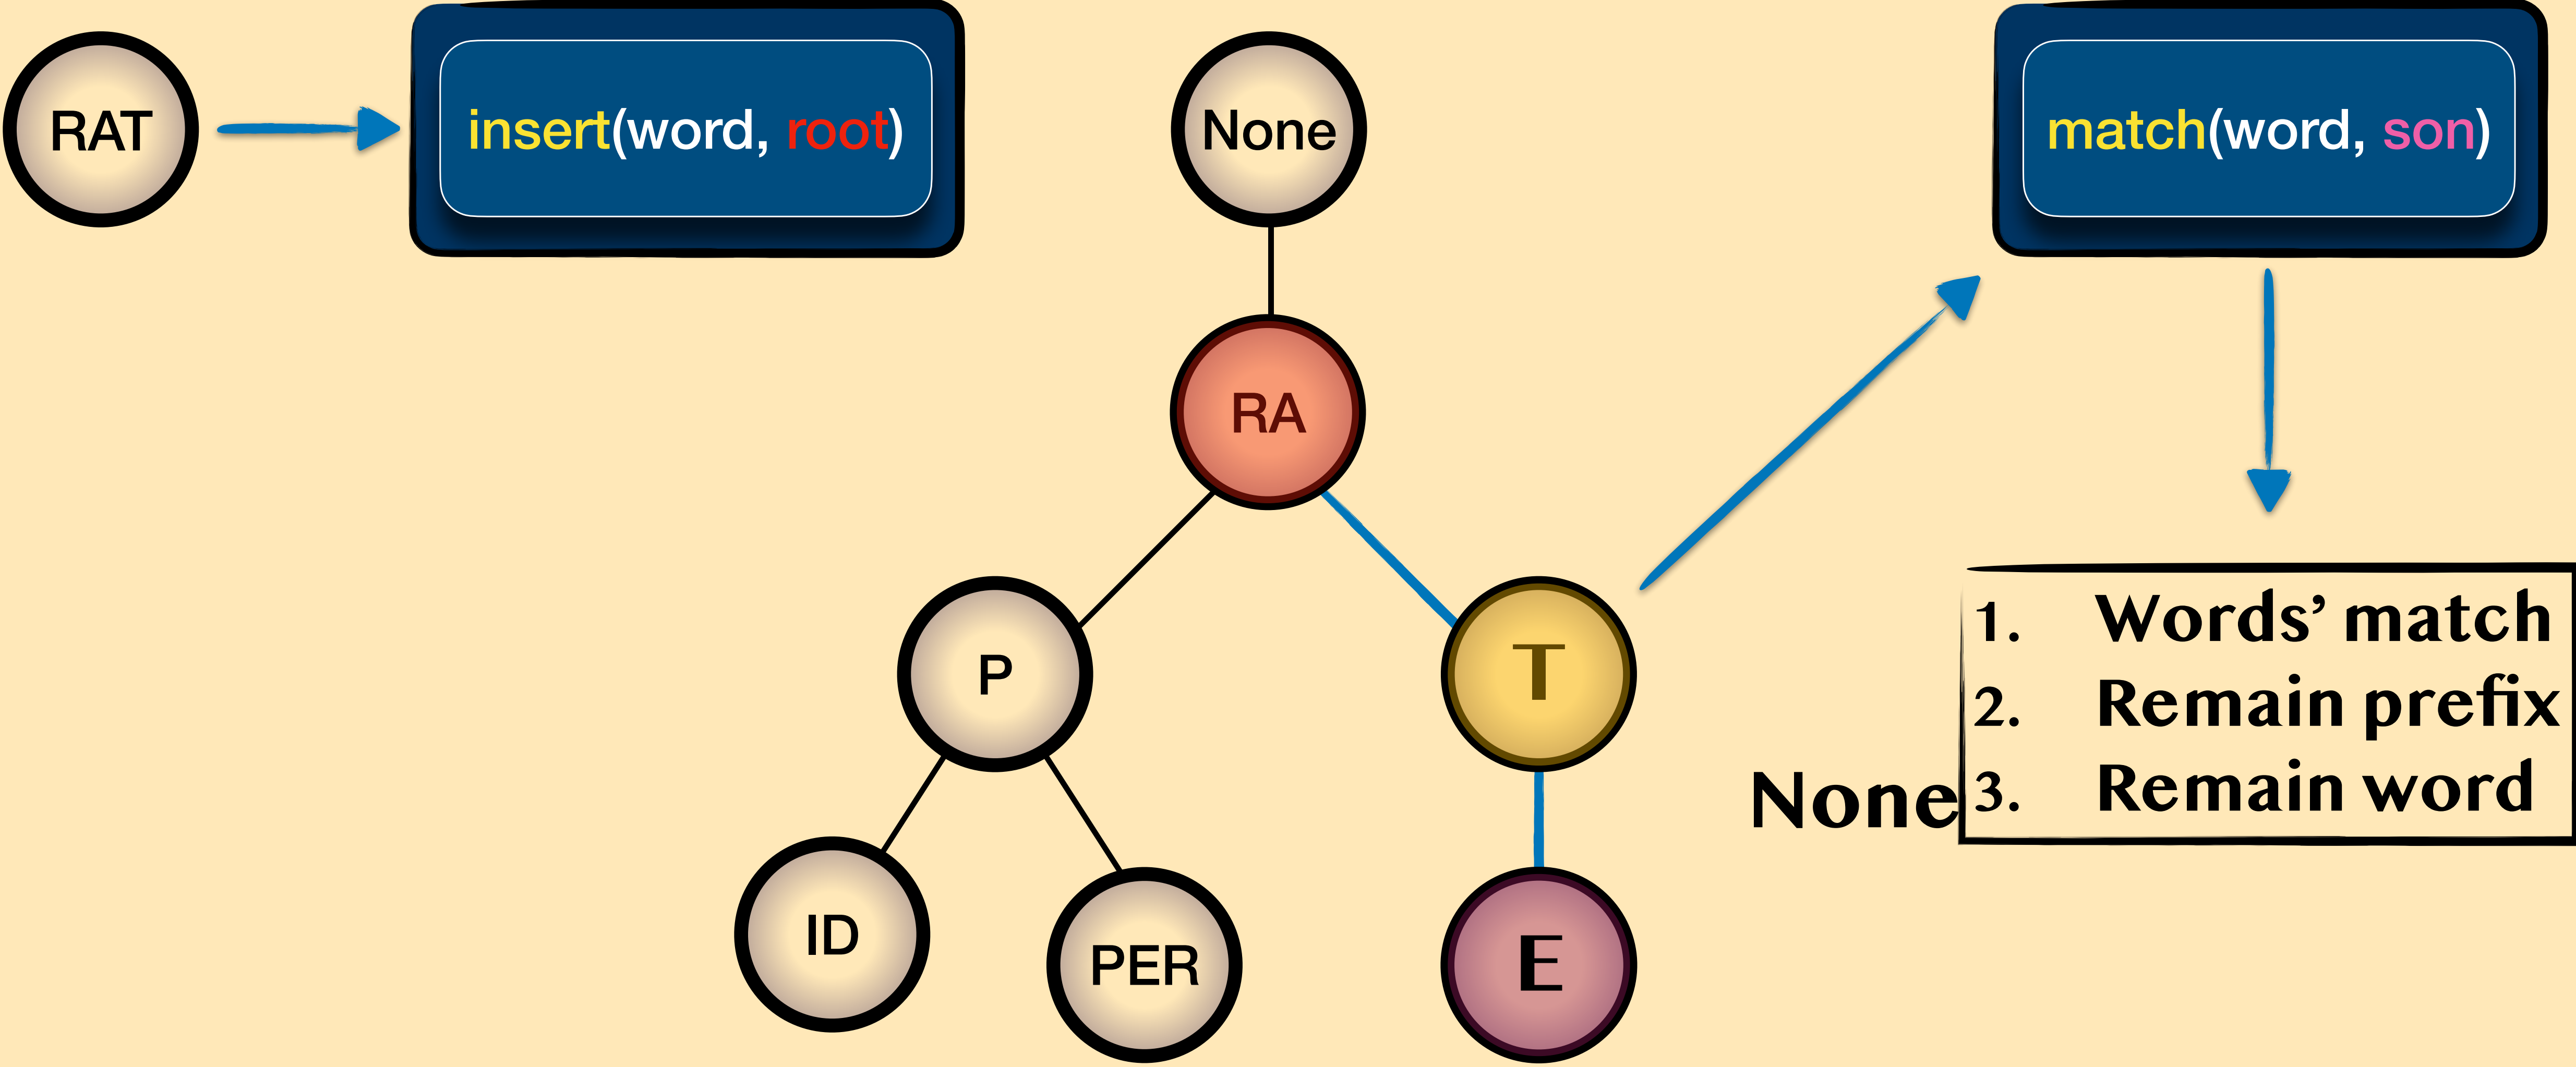 RAT
insert(word, root)
None
match(word, son)
RA
P
T
1. Words’ match
2. Remain prefix
None
3. Remain word
ID
PER
E